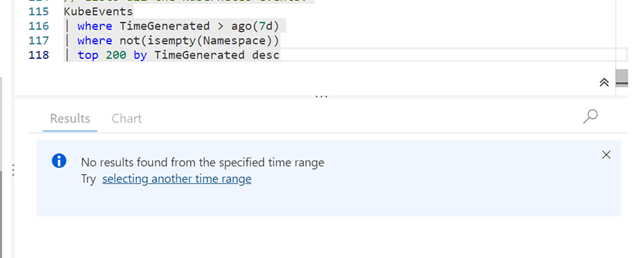 115 KubeEvents
116 | where TimeGenerated > ago(7d)
117 | where not(isempty(Namespace))
118 | top 200 by TimeGenerated desc
...
Results Chart
No results found from the specified time range
Try selecting another time range